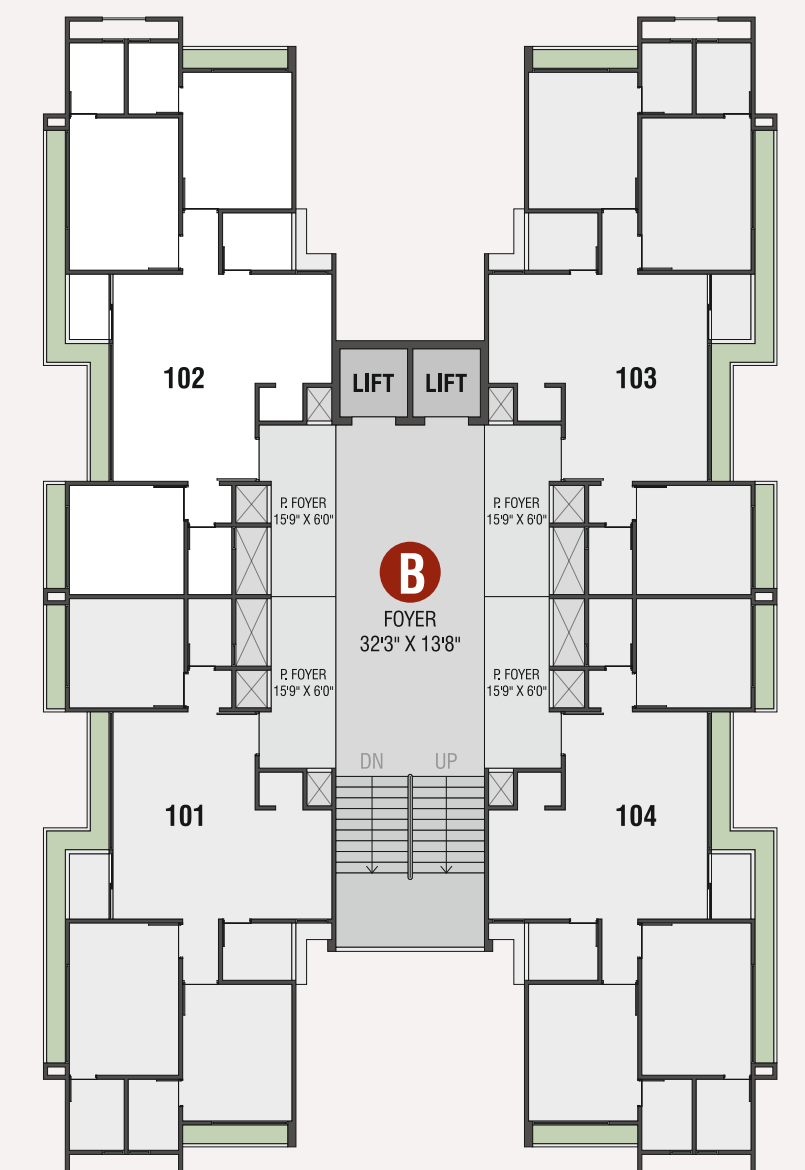 102
LIFT
LIFT
103
P. FOYER
15'9" X 6'0"
P. FOYER
15'9" X 6'0"
B
FOYER
32'3" X 13'8"
P. FOYER
15'9" X 6'0"
P. FOYER
15'9" X 6'0"
DN
UP
101
104